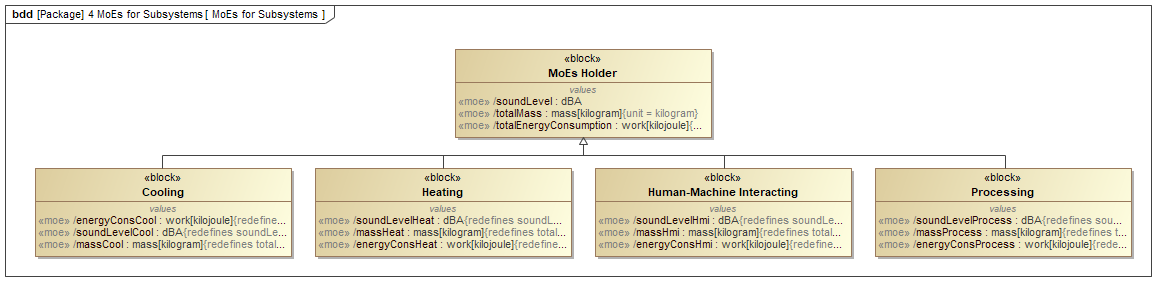 bdd [Package] 4 MoEs for Subsystems [ MoEs for Subsystems ]
«block»
MoEs Holder
values
«moe» /soundLevel : dBA
«moe» /totalMass : mass[kilogram]{unit = kilogram}
«moe» /totalEnergyConsumption : work[kilojoule]{...
«block»
Cooling
values
«moe» /energyConsCool : work[kilojoule]{redefine...
«moe» /soundLevelCool : dBA{redefines soundLe...
«moe» /massCool : mass[kilogram]{redefines total...
«block»
Heating
values
«moe» /soundLevelHeat : dBA{redefines soundL...
«moe» /massHeat : mass[kilogram]{redefines total...
«moe» /energyConsHeat : work[kilojoule]{redefin...
«block»
Human-Machine Interacting
values
«moe» /soundLevelHmi : dBA{redefines soundLe...
«moe» /massHmi : mass[kilogram]{redefines total...
«moe» /energyConsHmi : work[kilojoule]{redefine...
«block»
Processing
values
«moe» /soundLevelProcess : dBA{redefines sou...
«moe» /massProcess : mass[kilogram]{redefines t...
«moe» /energyConsProcess : work[kilojoule]{rede...